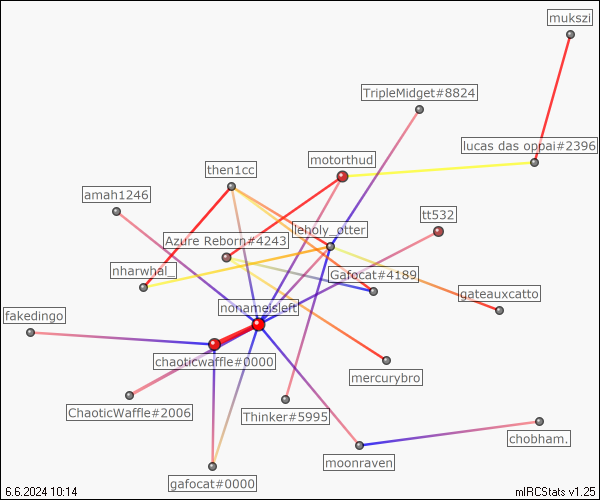 mukszi
TripleMidget#8824
lucas das oppai#2396
motorthud
then1cc
amah1246
tt532
leholy_otter
Azure Reborn#4243
nharwhal_
Gafocat#4189
gateauxcatto
nonameisleft
fakedingo
chaoticwaffle#0000
mercurybro
ChaoticWaffle#2006
Thinker#5995
chobham.
moonraven
gafocat#0000
6.6.2024 10:14 mIRCStats v1.25